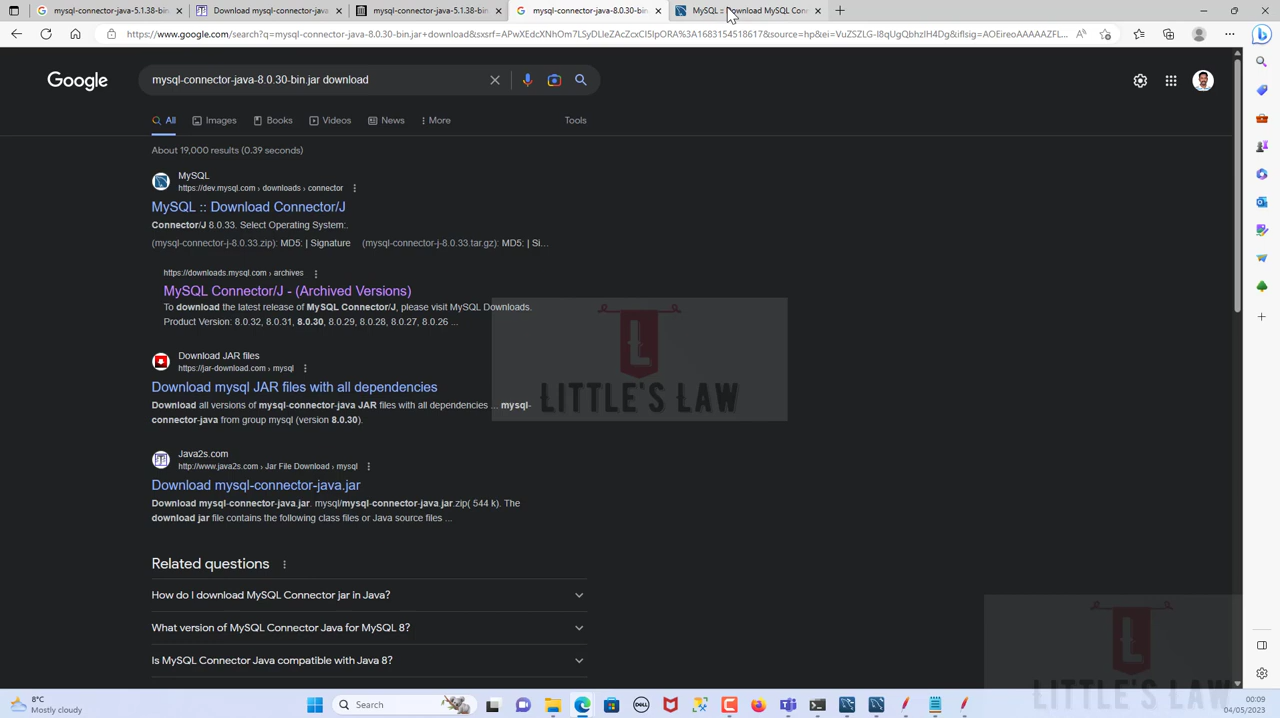 mysql-connector-java-5.1.38-bin
Download mysql-connector-java
mysql-connector-java-5.1.38-bin
mysql-connector-java-8.0.30-bin
MySQL :: Download MySQL Conn
https://www.google.com/search?q=mysql-connector-java-8.0.30-bin.jar+download&sxsrf=APwXEdcXNhOm7LSyDLIeZAcZcxCI5lpORA%3A1683154518617&source=hp&ei=VuZSZLG-I8qUgQbhzIH4Dg&iflsig=AOEireoAAAAAZFL...
Google
mysql-connector-java-8.0.30-bin.jar download
All
Images
Books
Videos
News
More
Tools
About 19,000 results (0.39 seconds)
MySQL
https://dev.mysql.com › downloads › connector
MySQL :: Download Connector/J
Connector/J 8.0.33. Select Operating System:.
(mysql-connector-j-8.0.33.zip): MD5: | Signature (mysql-connector-j-8.0.33.tar.gz) MD5: | Si...
https://downloads.mysql.com › archives
MySQL Connector/J - (Archived Versions)
To download the latest release of MySQL Connector/J, please visit MySQL Downloads.
Product Version: 8.0.32, 8.0.31, 8.0.30, 8.0.29, 8.0.28, 8.0.27, 8.0.26 ...
Download JAR files
https://jar-download.com › mysql
Download mysql JAR files with all dependencies
Download all versions of mysql-connector-java JAR files with all dependencies ... mysql-
connector-java from group mysql (version 8.0.30).
Java2s.com
http://www.java2s.com › Jar File Download › mysql
Download mysql-connector-java.jar
Download mysql-connector-java.jar. mysql/mysql-connector-java.jar.zip( 544 k). The
download jar file contains the following class files or Java source files ...
Related questions
How do I download MySQL Connector jar in Java?
What version of MySQL Connector Java for MySQL 8?
Is MySQL Connector Java compatible with Java 8?
L
LITTLE'S LAW
L
LITTLE'S LAW
8°C
Mostly cloudy
Search
00:09
04/05/2023